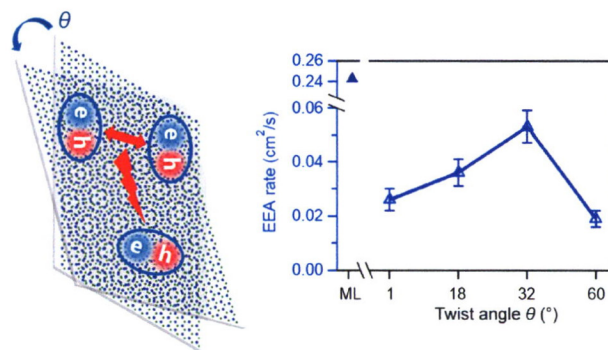 θ
e
h
e
h
e h
EEA rate (cm²/s)
0.26
0.24
0.06
0.04
0.02
0.00
ML 1 18 32 60
Twist angle θ (°)